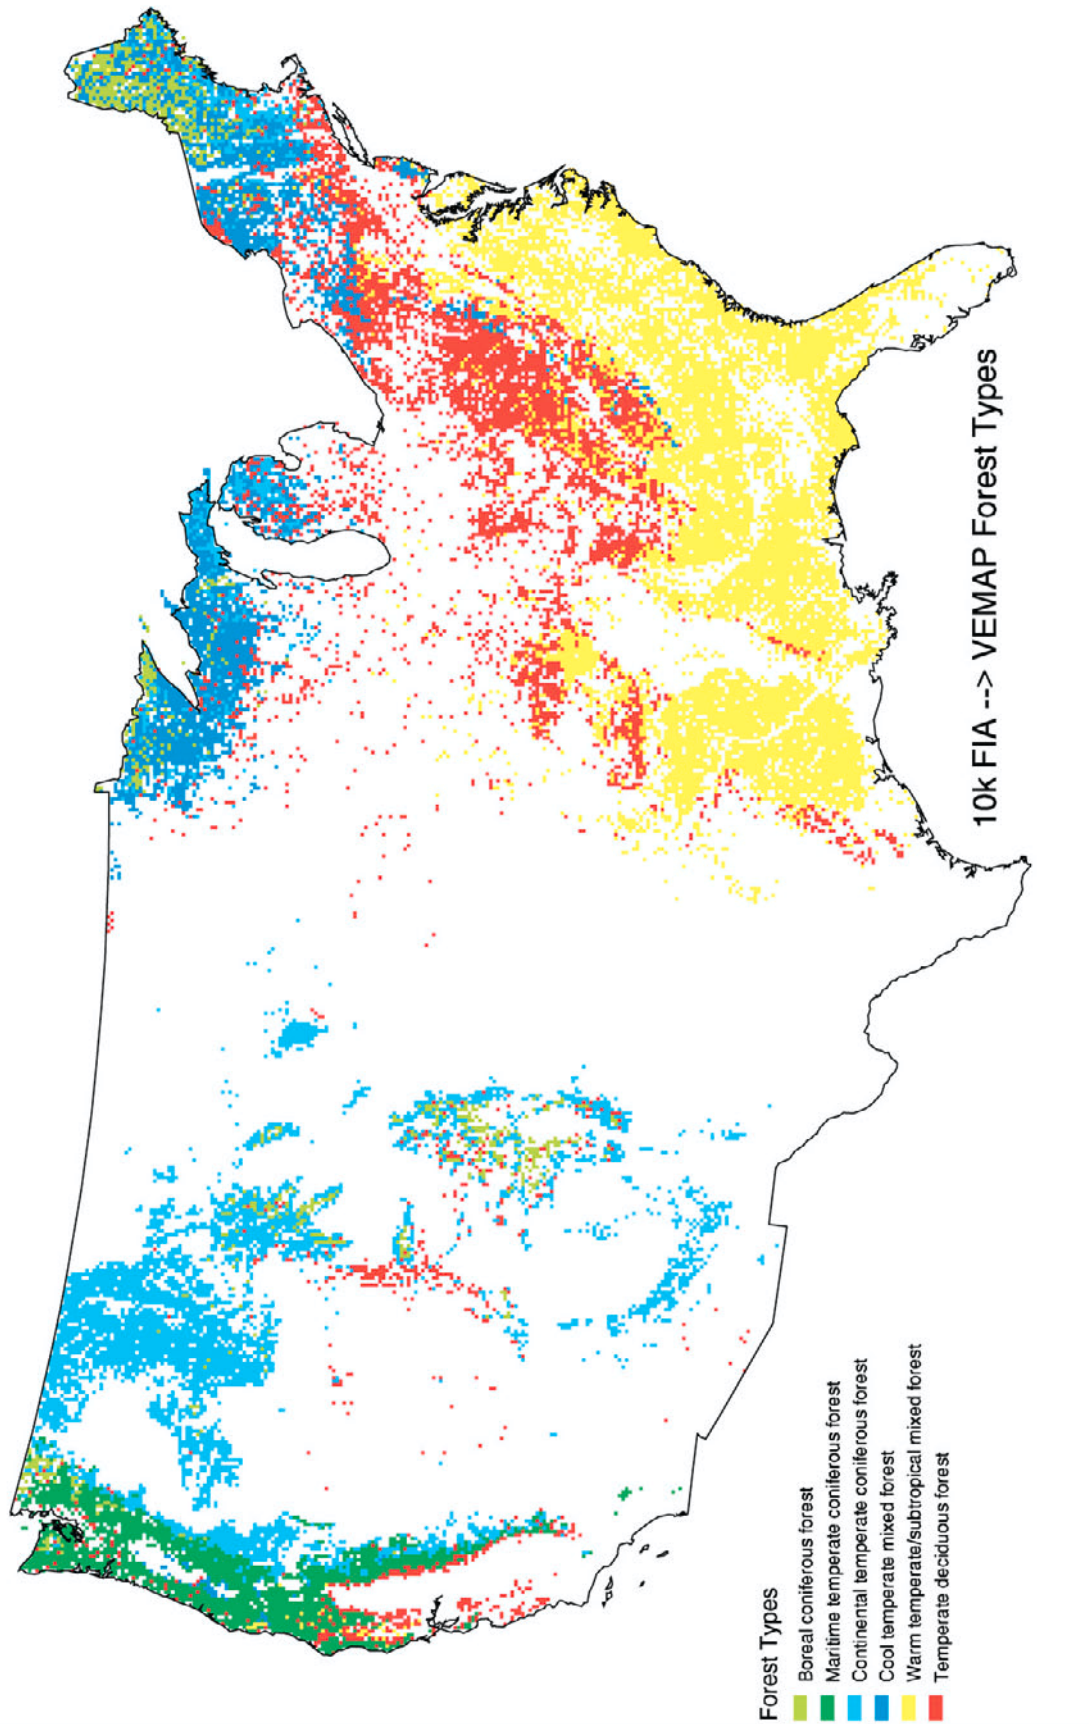 10k FIA --> VEMAP Forest Types
Forest Types
Boreal coniferous forest
Maritime temperate coniferous forest
Continental temperate coniferous forest
Cool temperate mixed forest
Warm temperate/subtropical mixed forest
Temperate deciduous forest